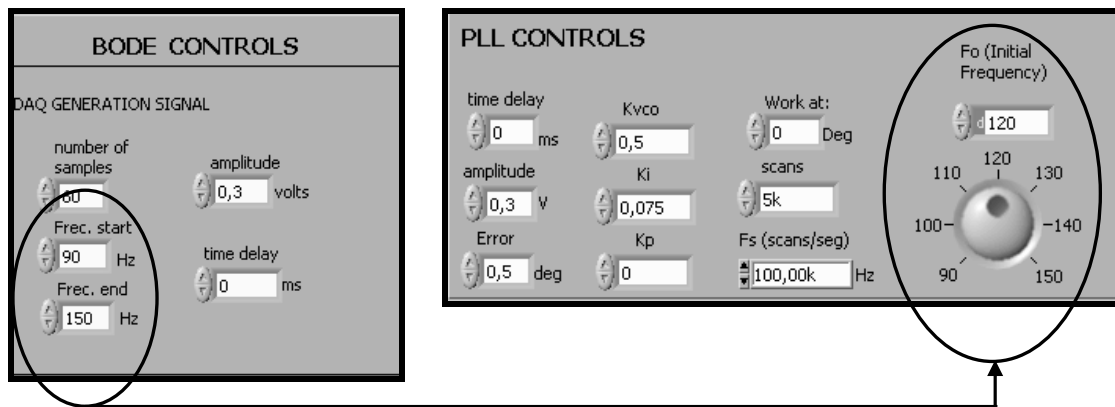 BODE CONTROLS
DAQ GENERATION SIGNAL
number of
samples
60
amplitude
0,3 volts
Frec. start
90 Hz
time delay
0 ms
Frec. end
150 Hz
PLL CONTROLS
time delay
0 ms
Kvco
0,5
Work at:
0 Deg
amplitude
0,3 V
Ki
0,075
scans
5k
Error
0,5 deg
Kp
0
Fs (scans/seg)
100,00k Hz
Fo (Initial
Frequency)
d 120
120
110 130
100 140
90 150